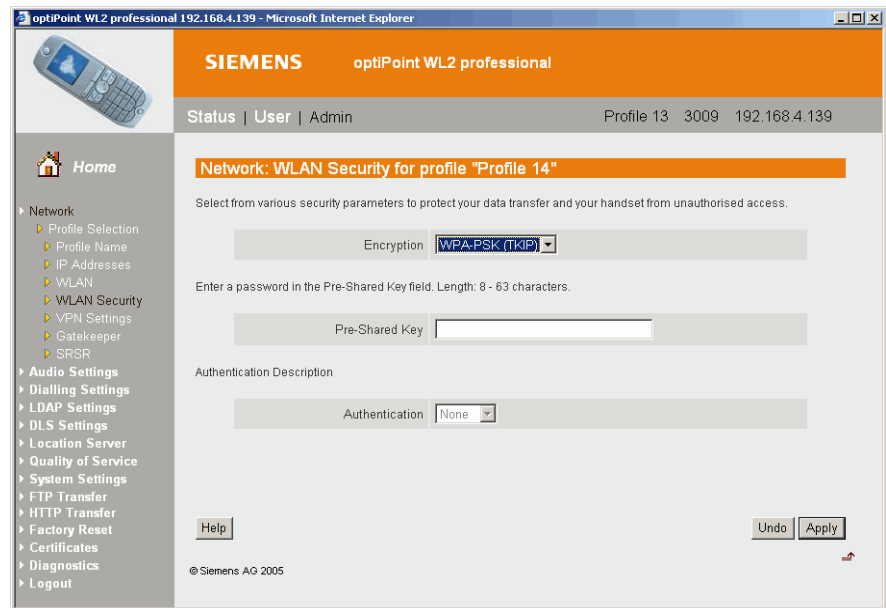 optiPoint WL2 professional 192.168.4.139 - Microsoft Internet Explorer
SIEMENS optiPoint WL2 professional
Status | User | Admin Profile 13 3009 192.168.4.139
Home
Network
Profile Selection
Profile Name
IP Addresses
WLAN
WLAN Security
VPN Settings
Gatekeeper
SRSR
Audio Settings
Dialling Settings
LDAP Settings
DLS Settings
Location Server
Quality of Service
System Settings
FTP Transfer
HTTP Transfer
Factory Reset
Certificates
Diagnostics
Logout
Network: WLAN Security for profile "Profile 14"
Select from various security parameters to protect your data transfer and your handset from unauthorised access.
Encryption WPA-PSK (TKIP)
Enter a password in the Pre-Shared Key field. Length: 8 - 63 characters.
Pre-Shared Key
Authentication Description
Authentication None
Help Undo Apply
© Siemens AG 2005